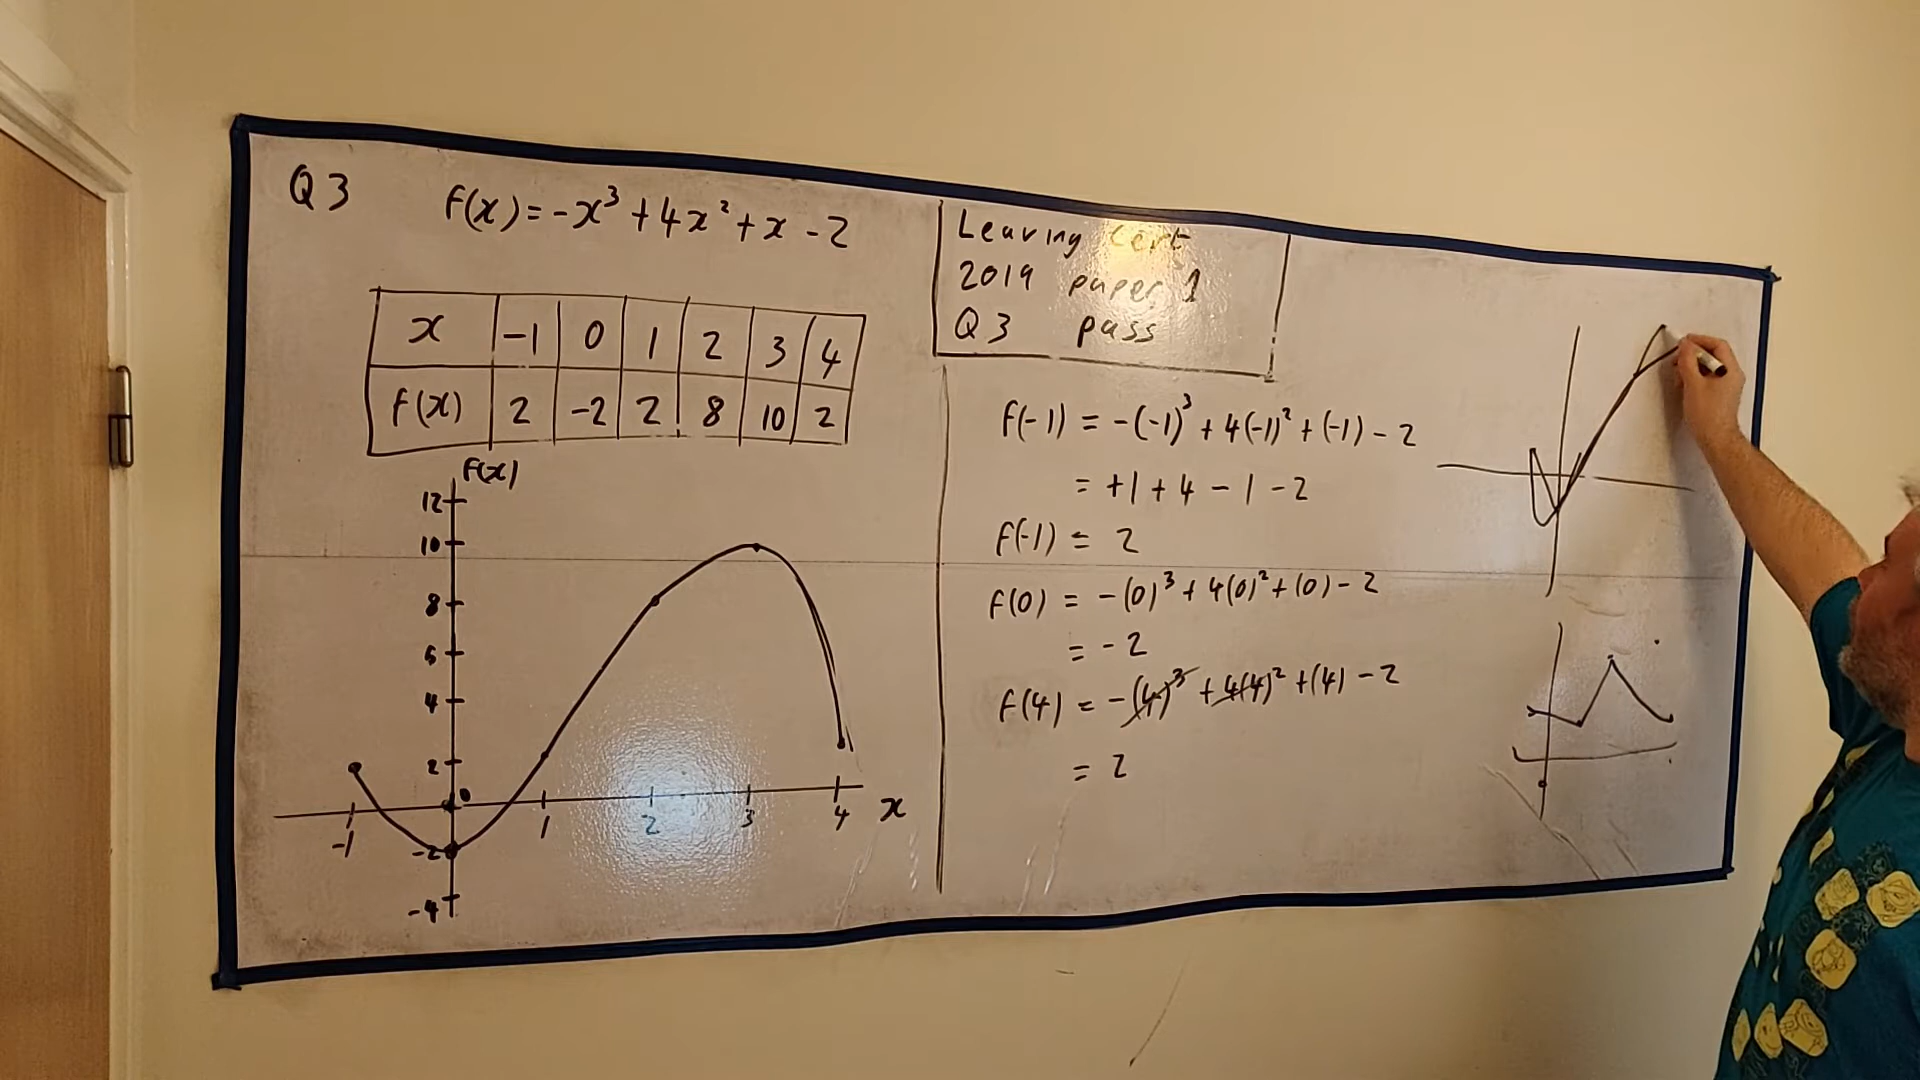 Q3 f(x) = -x³ + 4x² + x - 2
x -1 0 1 2 3 4
f(x) 2 -2 2 8 10 2
f(x)
12
10
8
6
4
2
0
-2
-4
-1 1 2 3 4 x
Leaving Cert
2019 paper 1
Q3 pass
f(-1) = -(-1)³ + 4(-1)² + (-1) - 2
= +1 + 4 - 1 - 2
f(-1) = 2
f(0) = -(0)³ + 4(0)² + (0) - 2
= -2
f(4) = -(4)³ + 4(4)² + (4) - 2
= 2